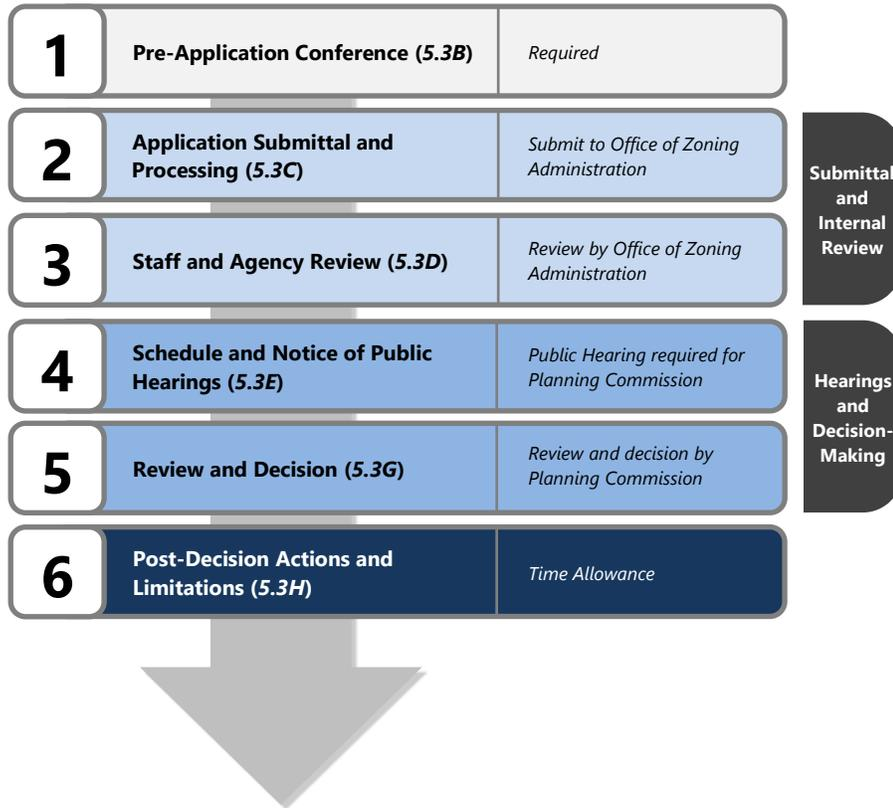 1
Pre-Application Conference (5.3B)
Required
2
Application Submittal and
Processing (5.3C)
Submit to Office of Zoning
Administration
3
Staff and Agency Review (5.3D)
Review by Office of Zoning
Administration
Submittal
and
Internal
Review
4
Schedule and Notice of Public
Hearings (5.3E)
Public Hearing required for
Planning Commission
5
Review and Decision (5.3G)
Review and decision by
Planning Commission
Hearings
and
Decision-
Making
6
Post-Decision Actions and
Limitations (5.3H)
Time Allowance